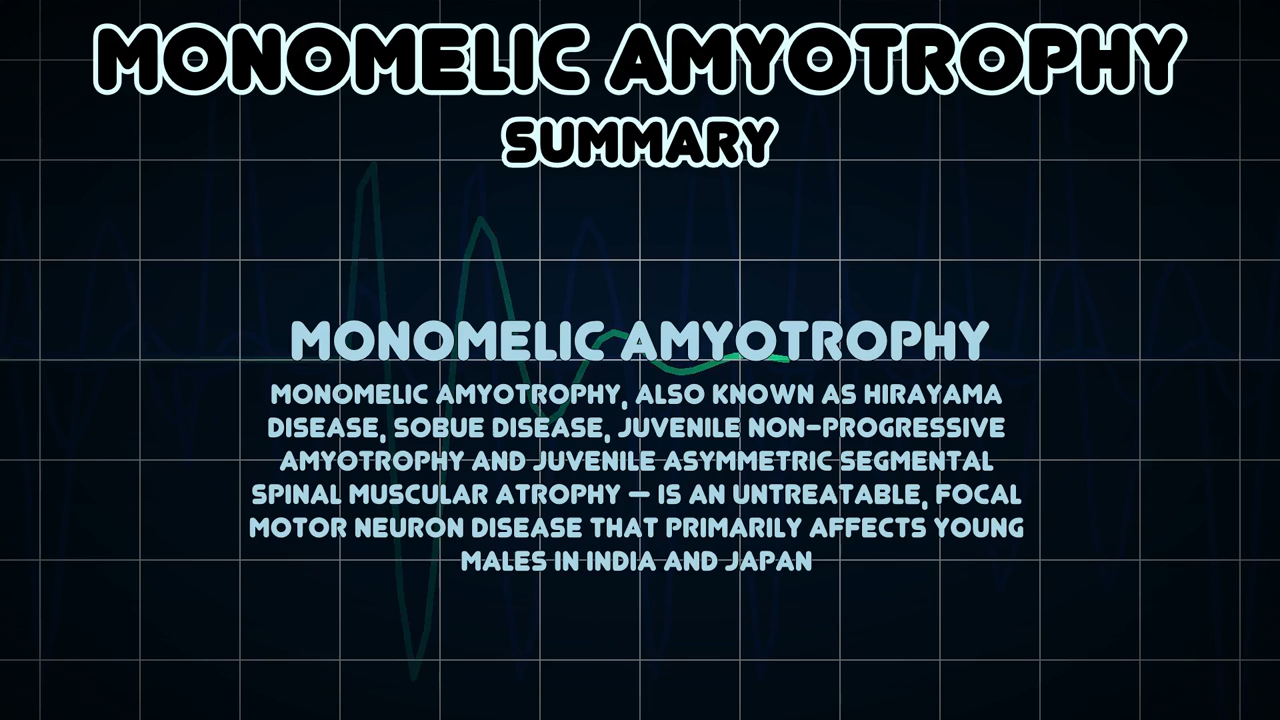 MONOMELIC AMYOTROPHY
SUMMARY
MONOMELIC AMYOTROPHY
MONOMELIC AMYOTROPHY, ALSO KNOWN AS HIRAYAMA
DISEASE, SOBUE DISEASE, JUVENILE NON-PROGRESSIVE
AMYOTROPHY AND JUVENILE ASYMMETRIC SEGMENTAL
SPINAL MUSCULAR ATROPHY — IS AN UNTREATABLE, FOCAL
MOTOR NEURON DISEASE THAT PRIMARILY AFFECTS YOUNG
MALES IN INDIA AND JAPAN